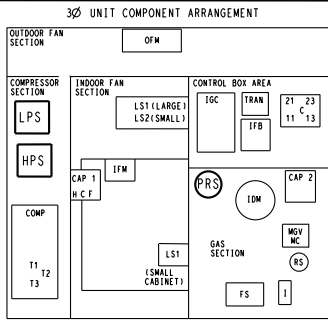 3Ø UNIT COMPONENT ARRANGEMENT
OUTDOOR FAN
SECTION
OFM
COMPRESSOR
SECTION
LPS
HPS
COMP
T1
T2
T3
INDOOR FAN
SECTION
LS1(LARGE)
LS2(SMALL)
IFM
CAP 1
H C F
LS1
(SMALL
CABINET)
CONTROL BOX AREA
IGC
TRAN
IFB
21 23
C
11 13
PRS
IDM
CAP 2
MGV
MC
RS
GAS
SECTION
FS
I